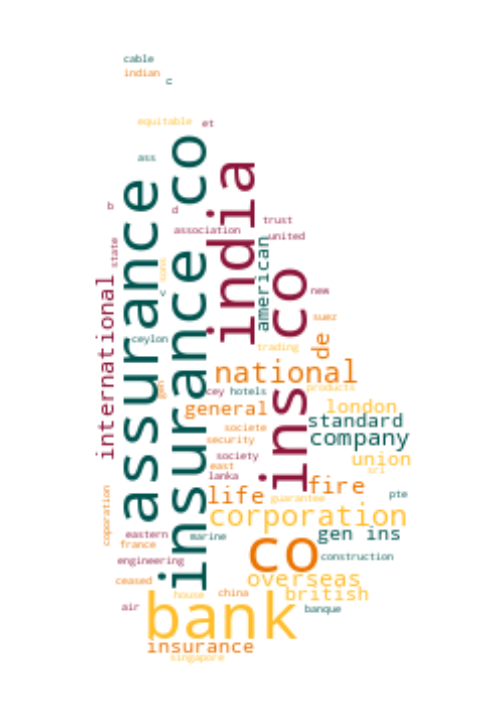 cable
indian
c
equitable
et
ass
assurance
insurance co
india
b
d
trust
association
united
state
sons
american
v
international
ins co
new
suez
ceylon
de
trading
national
gen
cey
hotels
products
general
london
standard
societe
security
company
society
union
east
sri
lanka
life
fire
guarantee
pte
coporation
corporation
eastern
marine
gen ins
france
co
construction
engineering
ceased
overseas
house
china
british
air
bank
banque
insurance
singapore